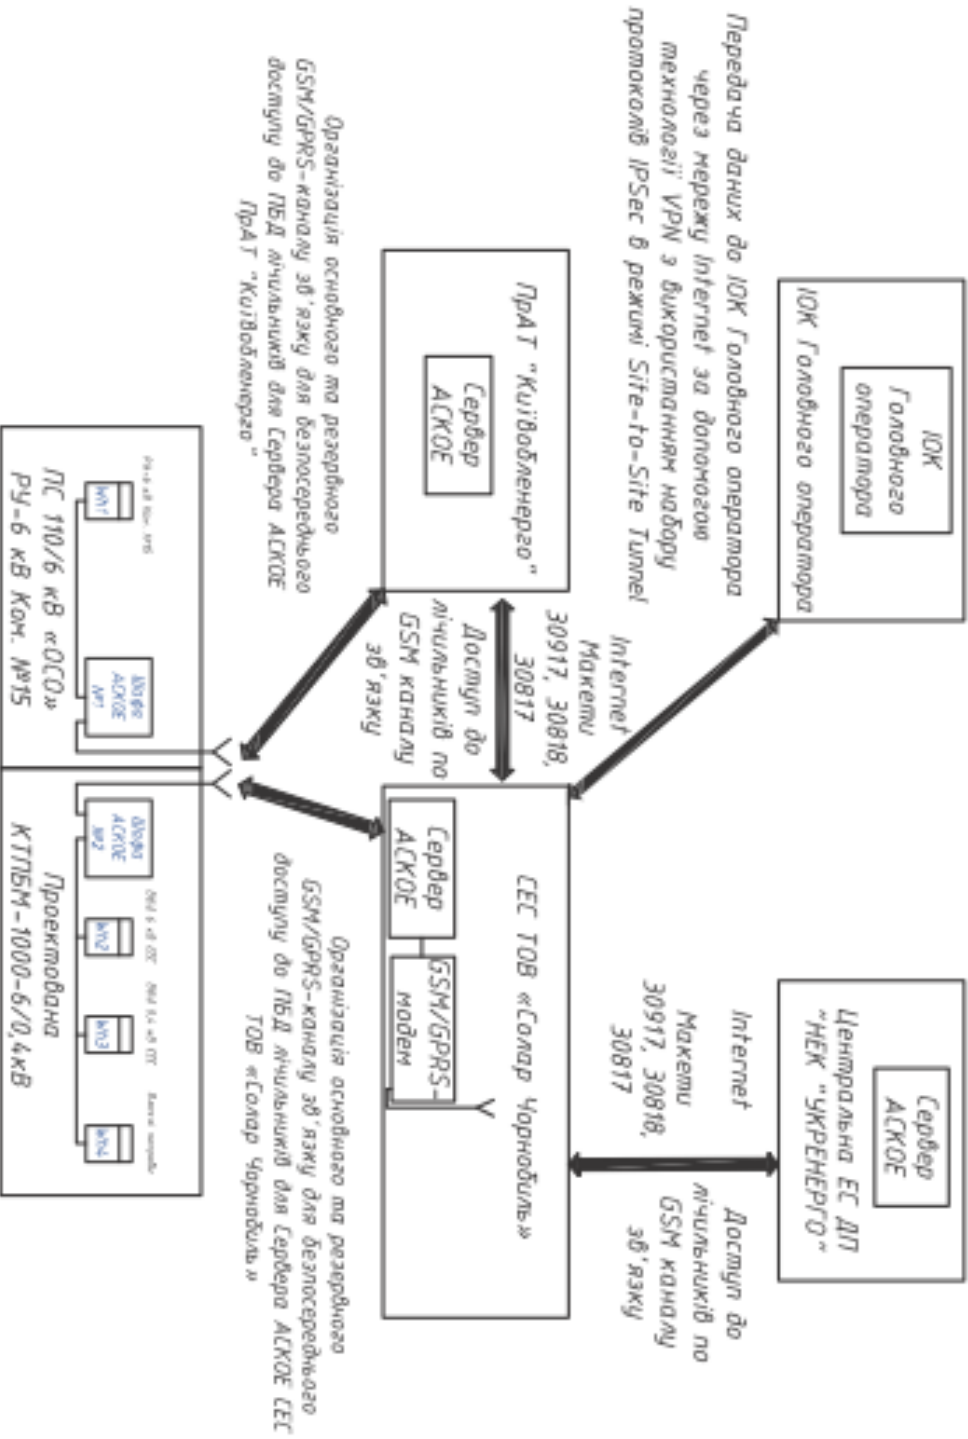 ІОК
Головного
оператора
ІОК Головного оператора
Сервер
АСКОЕ
Центральна ЕС ДП
"НЕК "УКРЕНЕРГО"
Передача даних до ІОК Головного оператора
через мережу Internet за допомогою
технології VPN з використанням набору
протоколів IPSec в режимі Site-to-Site Tunnel
Internet
Макети
30917, 30818,
30817
Доступ до
лічильників по
GSM каналу
зв'язку
Internet
Макети
30917, 30818,
30817
Доступ до
лічильників по
GSM каналу
зв'язку
ПрАТ "Київобленерго"
Сервер
АСКОЕ
СЕС ТОВ «Солар Чорнобиль»
Сервер
АСКОЕ
GSM/GPRS-
модем
Організація основного та резервного
GSM/GPRS-каналу зв'язку для безпосереднього
доступу до ПБД лічильників для Сервера АСКОЕ
ПрАТ "Київобленерго"
Організація основного та резервного
GSM/GPRS-каналу зв'язку для безпосереднього
доступу до ПБД лічильників для Сервера АСКОЕ СЕС
ТОВ «Солар Чорнобиль»
Wh1
Шафа
АСКОЕ
№1
ПС 110/6 кВ «ОСО»
РУ-6 кВ Ком. №15
Шафа
АСКОЕ
№2
Wh2
Wh3
Wh4
Проектована
КТПБМ-1000-6/0,4кВ